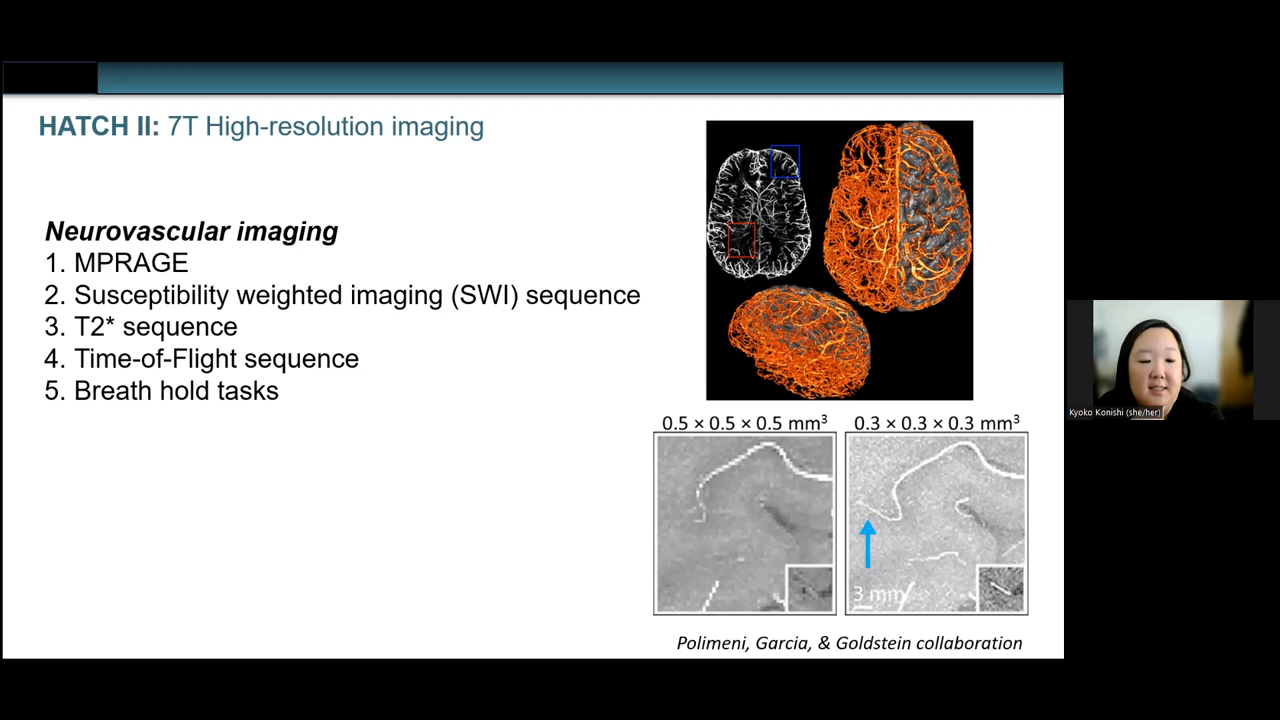 HATCH II: 7T High-resolution imaging
Neurovascular imaging
1. MPRAGE
2. Susceptibility weighted imaging (SWI) sequence
3. T2* sequence
4. Time-of-Flight sequence
5. Breath hold tasks
0.5 × 0.5 × 0.5 mm³
0.3 × 0.3 × 0.3 mm³
3 mm
Polimeni, Garcia, & Goldstein collaboration
Kyoko Konishi (she/her)